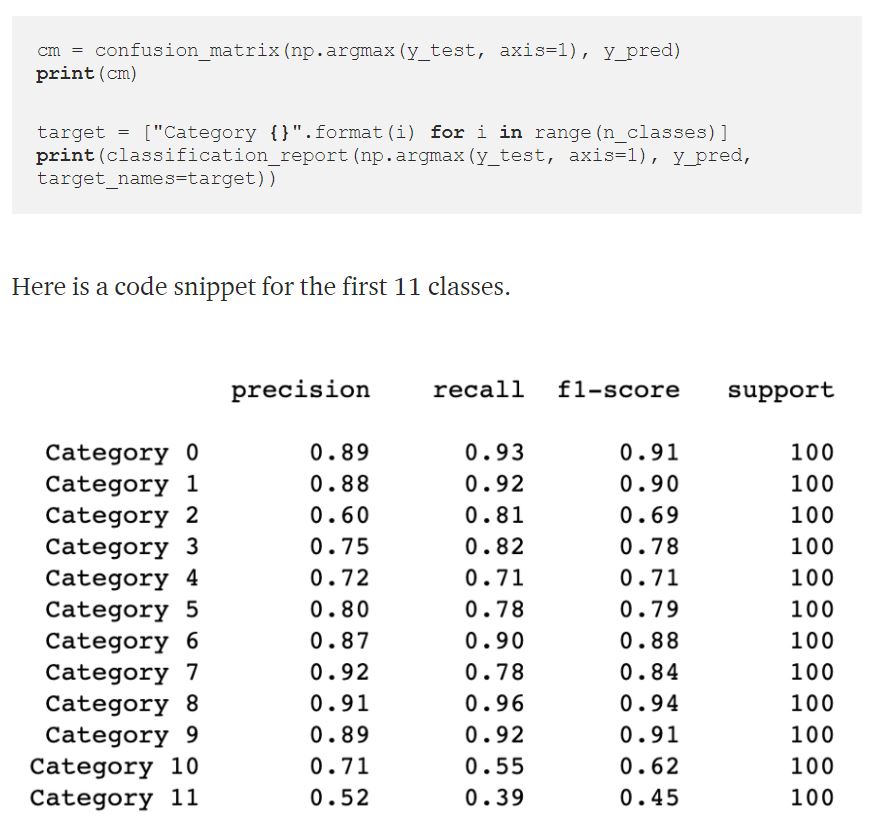 cm = confusion_matrix(np.argmax(y_test, axis=1), y_pred)
print(cm)
target = ["Category {}".format(i) for i in range(n_classes)]
print(classification_report(np.argmax(y_test, axis=1), y_pred,
target_names=target))
Here is a code snippet for the first 11 classes.
precision recall f1-score support
Category 0 0.89 0.93 0.91 100
Category 1 0.88 0.92 0.90 100
Category 2 0.60 0.81 0.69 100
Category 3 0.75 0.82 0.78 100
Category 4 0.72 0.71 0.71 100
Category 5 0.80 0.78 0.79 100
Category 6 0.87 0.90 0.88 100
Category 7 0.92 0.78 0.84 100
Category 8 0.91 0.96 0.94 100
Category 9 0.89 0.92 0.91 100
Category 10 0.71 0.55 0.62 100
Category 11 0.52 0.39 0.45 100